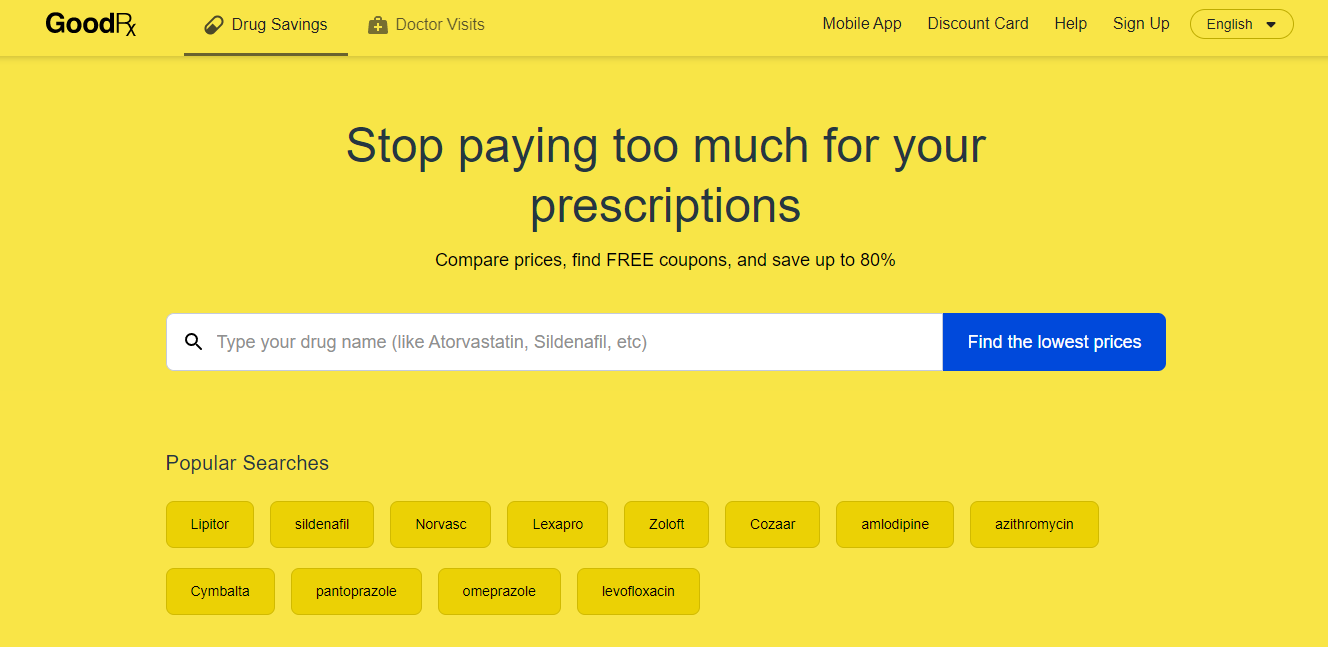 GoodRx Drug Savings Doctor Visits Mobile App Discount Card Help Sign Up English
Stop paying too much for your
prescriptions
Compare prices, find FREE coupons, and save up to 80%
Type your drug name (like Atorvastatin, Sildenafil, etc) Find the lowest prices
Popular Searches
Lipitor sildenafil Norvasc Lexapro Zoloft Cozaar amlodipine azithromycin
Cymbalta pantoprazole omeprazole levofloxacin